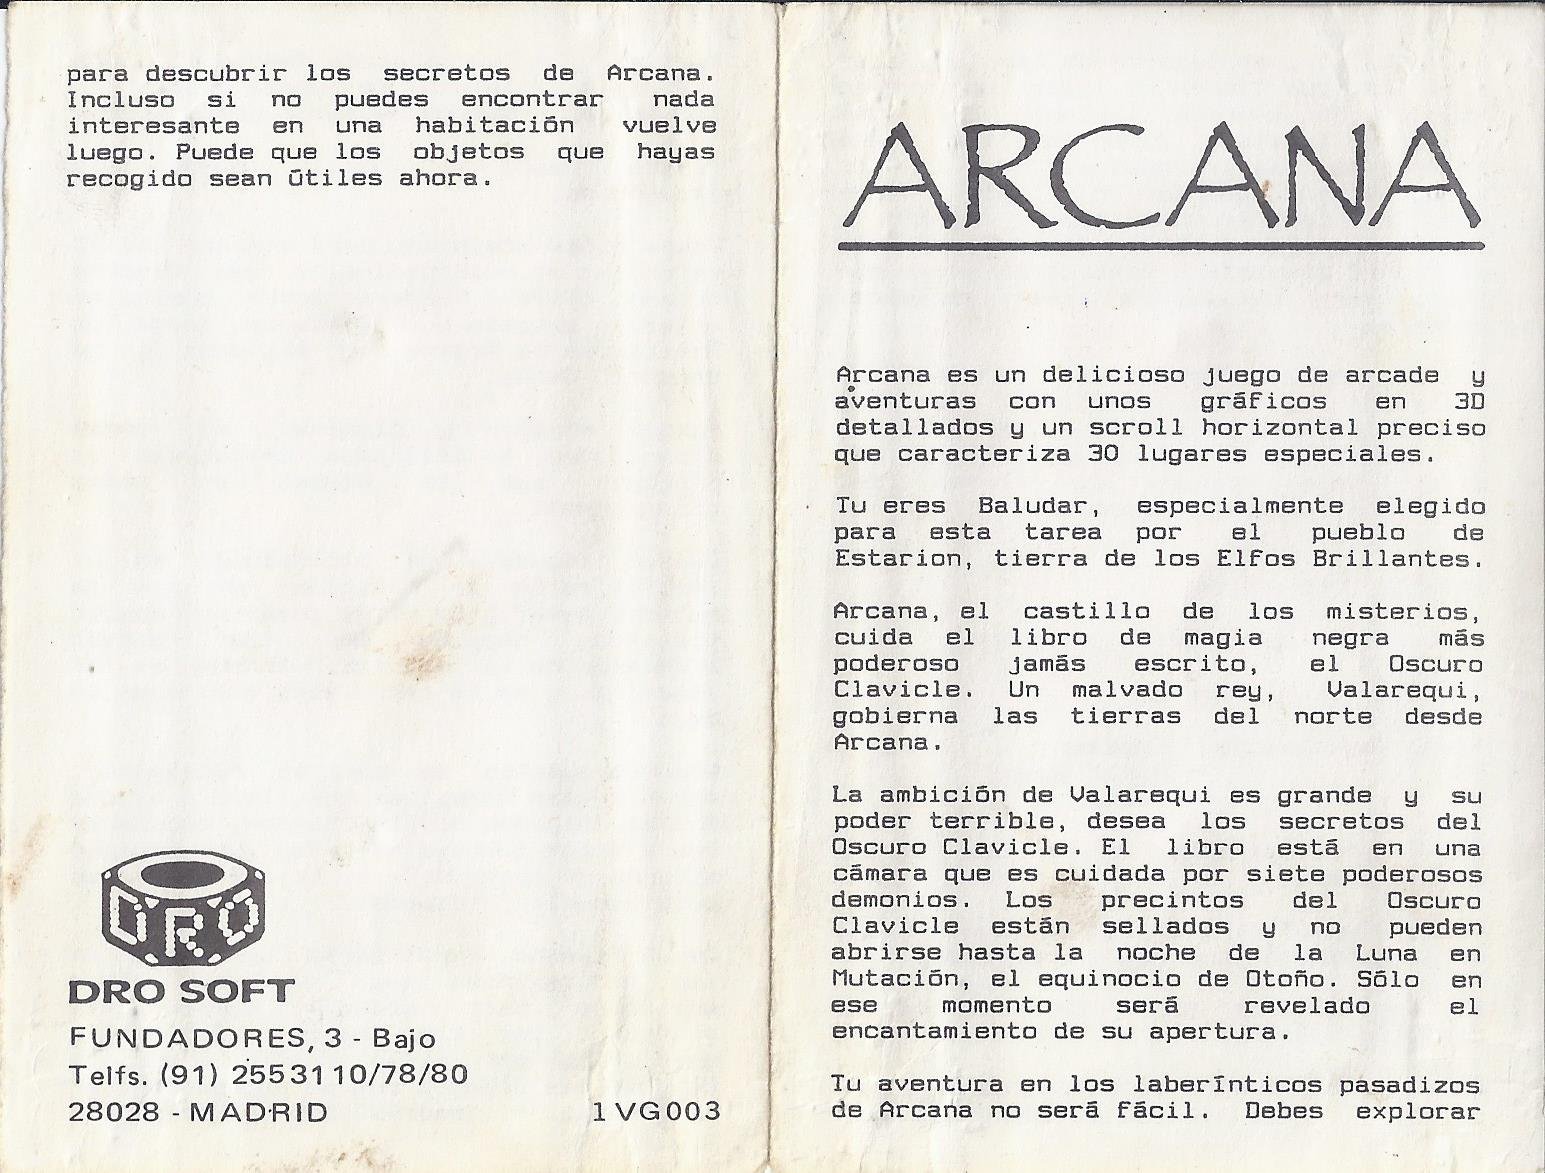 para descubrir los secretos de Arcana.
Incluso si no puedes encontrar nada
interesante en una habitación vuelve
luego. Puede que los objetos que hayas
recogido sean útiles ahora.
DRO
DRO SOFT
FUNDADORES, 3 - Bajo
Telfs. (91) 2553110/78/80
28028 - MADRID
1 VG003
ARCANA
Arcana es un delicioso juego de arcade y
aventuras con unos gráficos en 3D
detallados y un scroll horizontal preciso
que caracteriza 30 lugares especiales.
Tu eres Baludar, especialmente elegido
para esta tarea por el pueblo de
Estarion, tierra de los Elfos Brillantes.
Arcana, el castillo de los misterios,
cuida el libro de magia negra más
poderoso jamás escrito, el Oscuro
Clavicle. Un malvado rey, Valarequi,
gobierna las tierras del norte desde
Arcana.
La ambición de Valarequi es grande y su
poder terrible, desea los secretos del
Oscuro Clavicle. El libro está en una
cámara que es cuidada por siete poderosos
demonios. Los precintos del Oscuro
Clavicle están sellados y no pueden
abrirse hasta la noche de la Luna en
Mutación, el equinocio de Otoño. Sólo en
ese momento será revelado el
encantamiento de su apertura.
Tu aventura en los laberínticos pasadizos
de Arcana no será fácil. Debes explorar